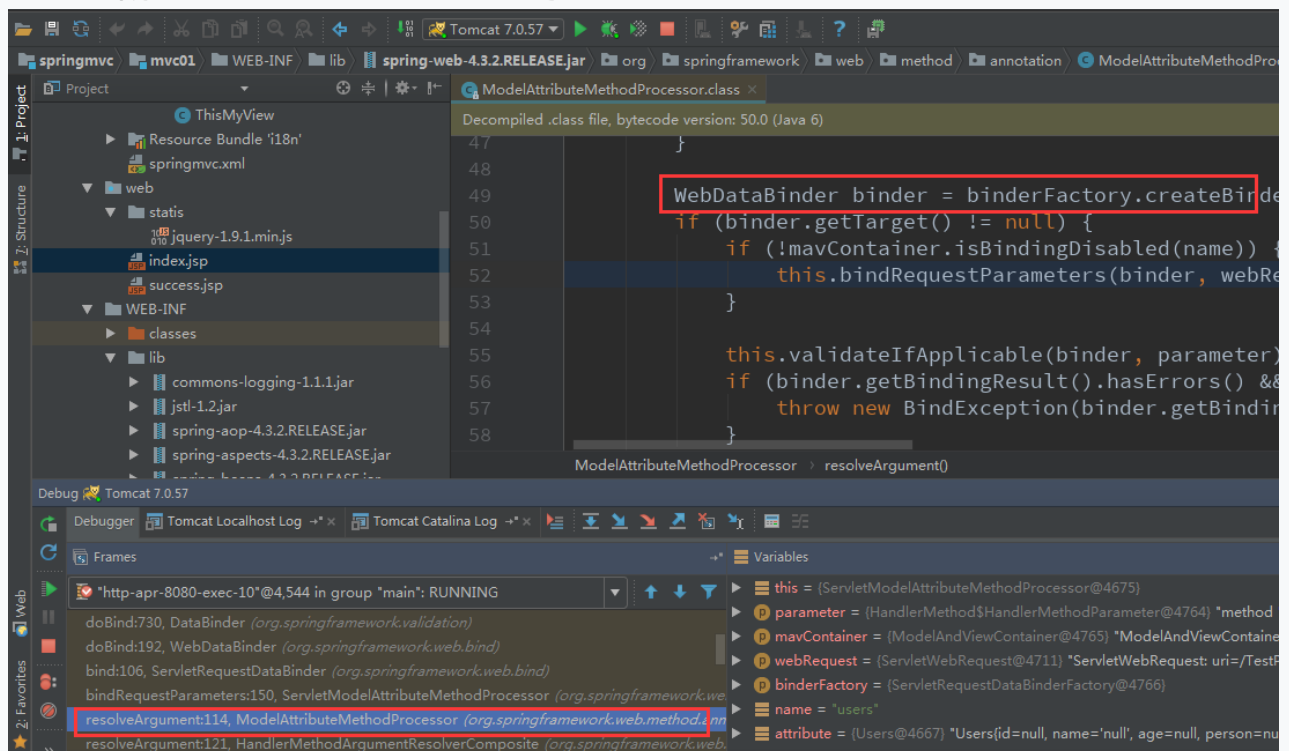 Tomcat 7.0.57
springmvc mvc01 WEB-INF lib spring-web-4.3.2.RELEASE.jar org springframework web method annotation ModelAttributeMethodPro
1: Project
Z: Structure
Web
2: Favorites
Project
ThisMyView
Resource Bundle 'i18n'
springmvc.xml
web
statis
jquery-1.9.1.min.js
index.jsp
success.jsp
WEB-INF
classes
lib
commons-logging-1.1.1.jar
jstl-1.2.jar
spring-aop-4.3.2.RELEASE.jar
spring-aspects-4.3.2.RELEASE.jar
ModelAttributeMethodProcessor.class
Decompiled .class file, bytecode version: 50.0 (Java 6)
47 }
48
49 WebDataBinder binder = binderFactory.createBinde
50 if (binder.getTarget() != null) {
51 if (!mavContainer.isBindingDisabled(name)) {
52 this.bindRequestParameters(binder, webRe
53 }
54
55 this.validateIfApplicable(binder, parameter)
56 if (binder.getBindingResult().hasErrors() &&
57 throw new BindException(binder.getBindin
58 }
ModelAttributeMethodProcessor › resolveArgument()
Debug Tomcat 7.0.57
Debugger Tomcat Localhost Log Tomcat Catalina Log
Frames
"http-apr-8080-exec-10"@4,544 in group "main": RUNNING
doBind:730, DataBinder (org.springframework.validation)
doBind:192, WebDataBinder (org.springframework.web.bind)
bind:106, ServletRequestDataBinder (org.springframework.web.bind)
bindRequestParameters:150, ServletModelAttributeMethodProcessor (org.springframework.we
resolveArgument:114, ModelAttributeMethodProcessor (org.springframework.web.method.ann
resolveArgument:121, HandlerMethodArgumentResolverComposite (org.springframework.web.
Variables
this = {ServletModelAttributeMethodProcessor@4675}
parameter = {HandlerMethod$HandlerMethodParameter@4764} "method
mavContainer = {ModelAndViewContainer@4765} "ModelAndViewContaine
webRequest = {ServletWebRequest@4711} "ServletWebRequest: uri=/TestP
binderFactory = {ServletRequestDataBinderFactory@4766}
name = "users"
attribute = {Users@4667} "Users{id=null, name='null', age=null, person=nu